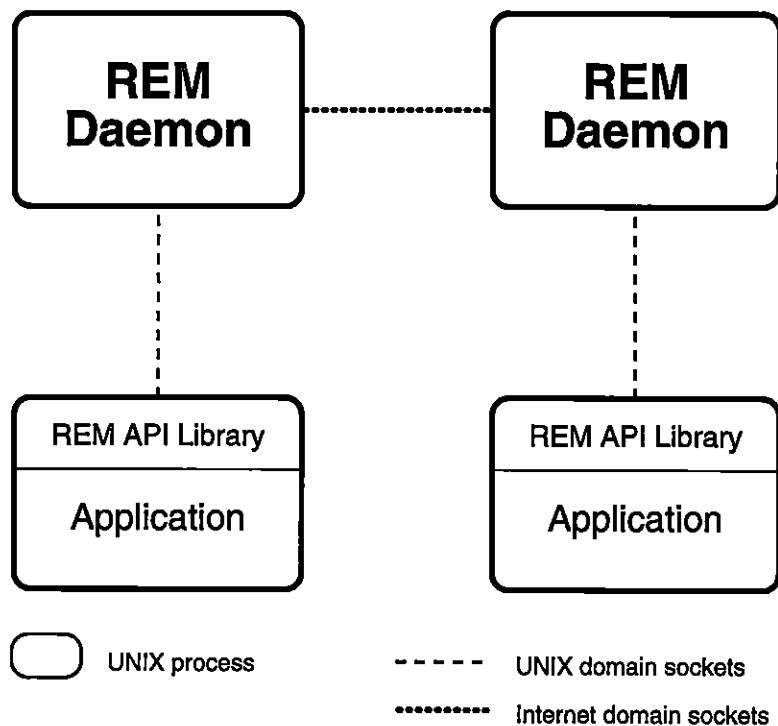 REM
Daemon
REM
Daemon
REM API Library
Application
REM API Library
Application
UNIX process
UNIX domain sockets
Internet domain sockets